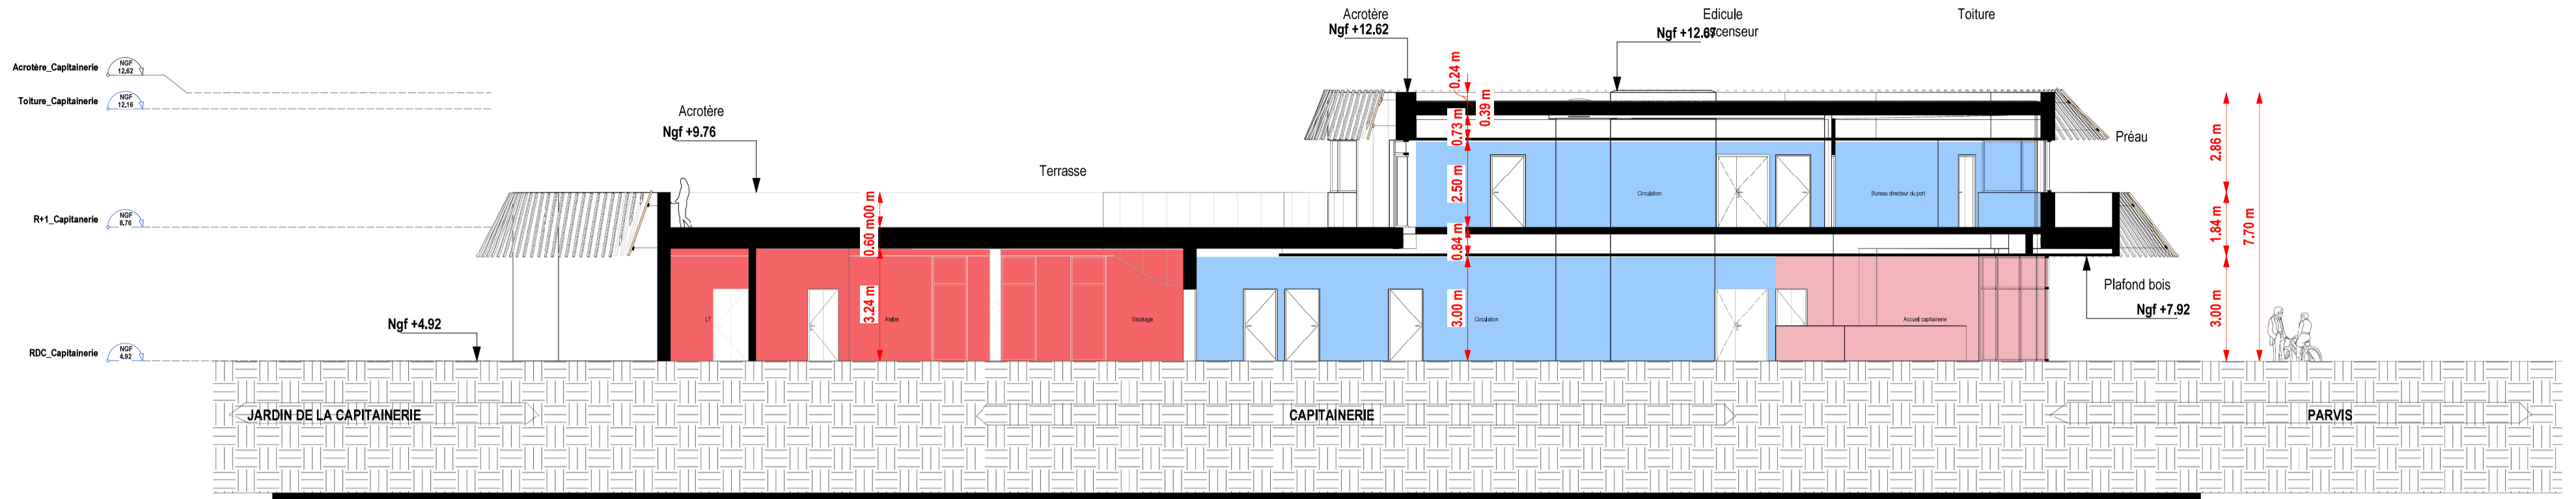 Acrotère
Ngf +12.62
Edicule
ascenseur
Ngf +12.67
Toiture
Acrotère_Capitainerie
NGF
12,62
Toiture_Capitainerie
NGF
12,16
Acrotère
Ngf +9.76
Terrasse
0.24 m
0.39 m
0.73 m
2.50 m
0.84 m
3.00 m
Préau
2.86 m
1.84 m
7.70 m
3.00 m
R+1_Capitanerie
NGF
8,76
0.60 m
3.24 m
Circulation
Bureau directeur du port
Plafond bois
Ngf +7.92
Ngf +4.92
RDC_Capitainerie
NGF
4,92
LT
Atelier
Stockage
Circulation
Accueil capitainerie
JARDIN DE LA CAPITAINERIE
CAPITAINERIE
PARVIS